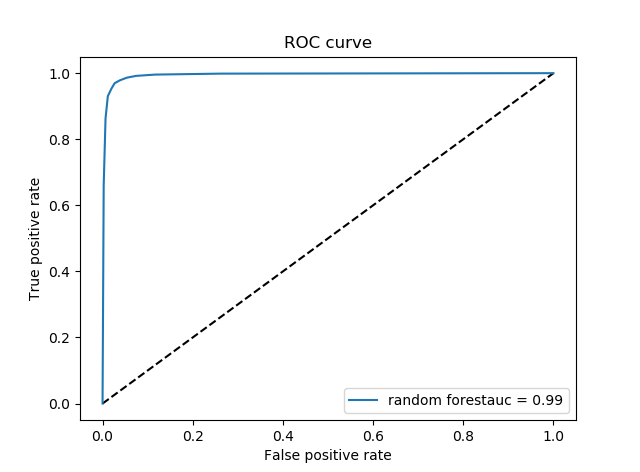 ROC curve
True positive rate
1.0
0.8
0.6
0.4
0.2
0.0
random forestauc = 0.99
0.0 0.2 0.4 0.6 0.8 1.0
False positive rate